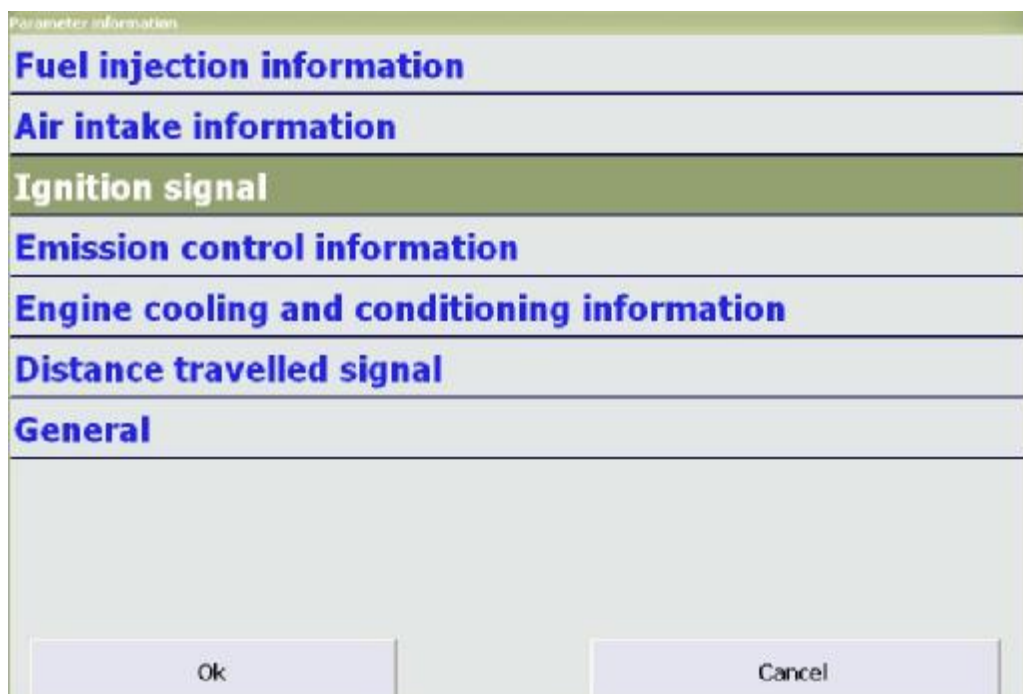 Parameter information
Fuel injection information
Air intake information
Ignition signal
Emission control information
Engine cooling and conditioning information
Distance travelled signal
General
Ok
Cancel